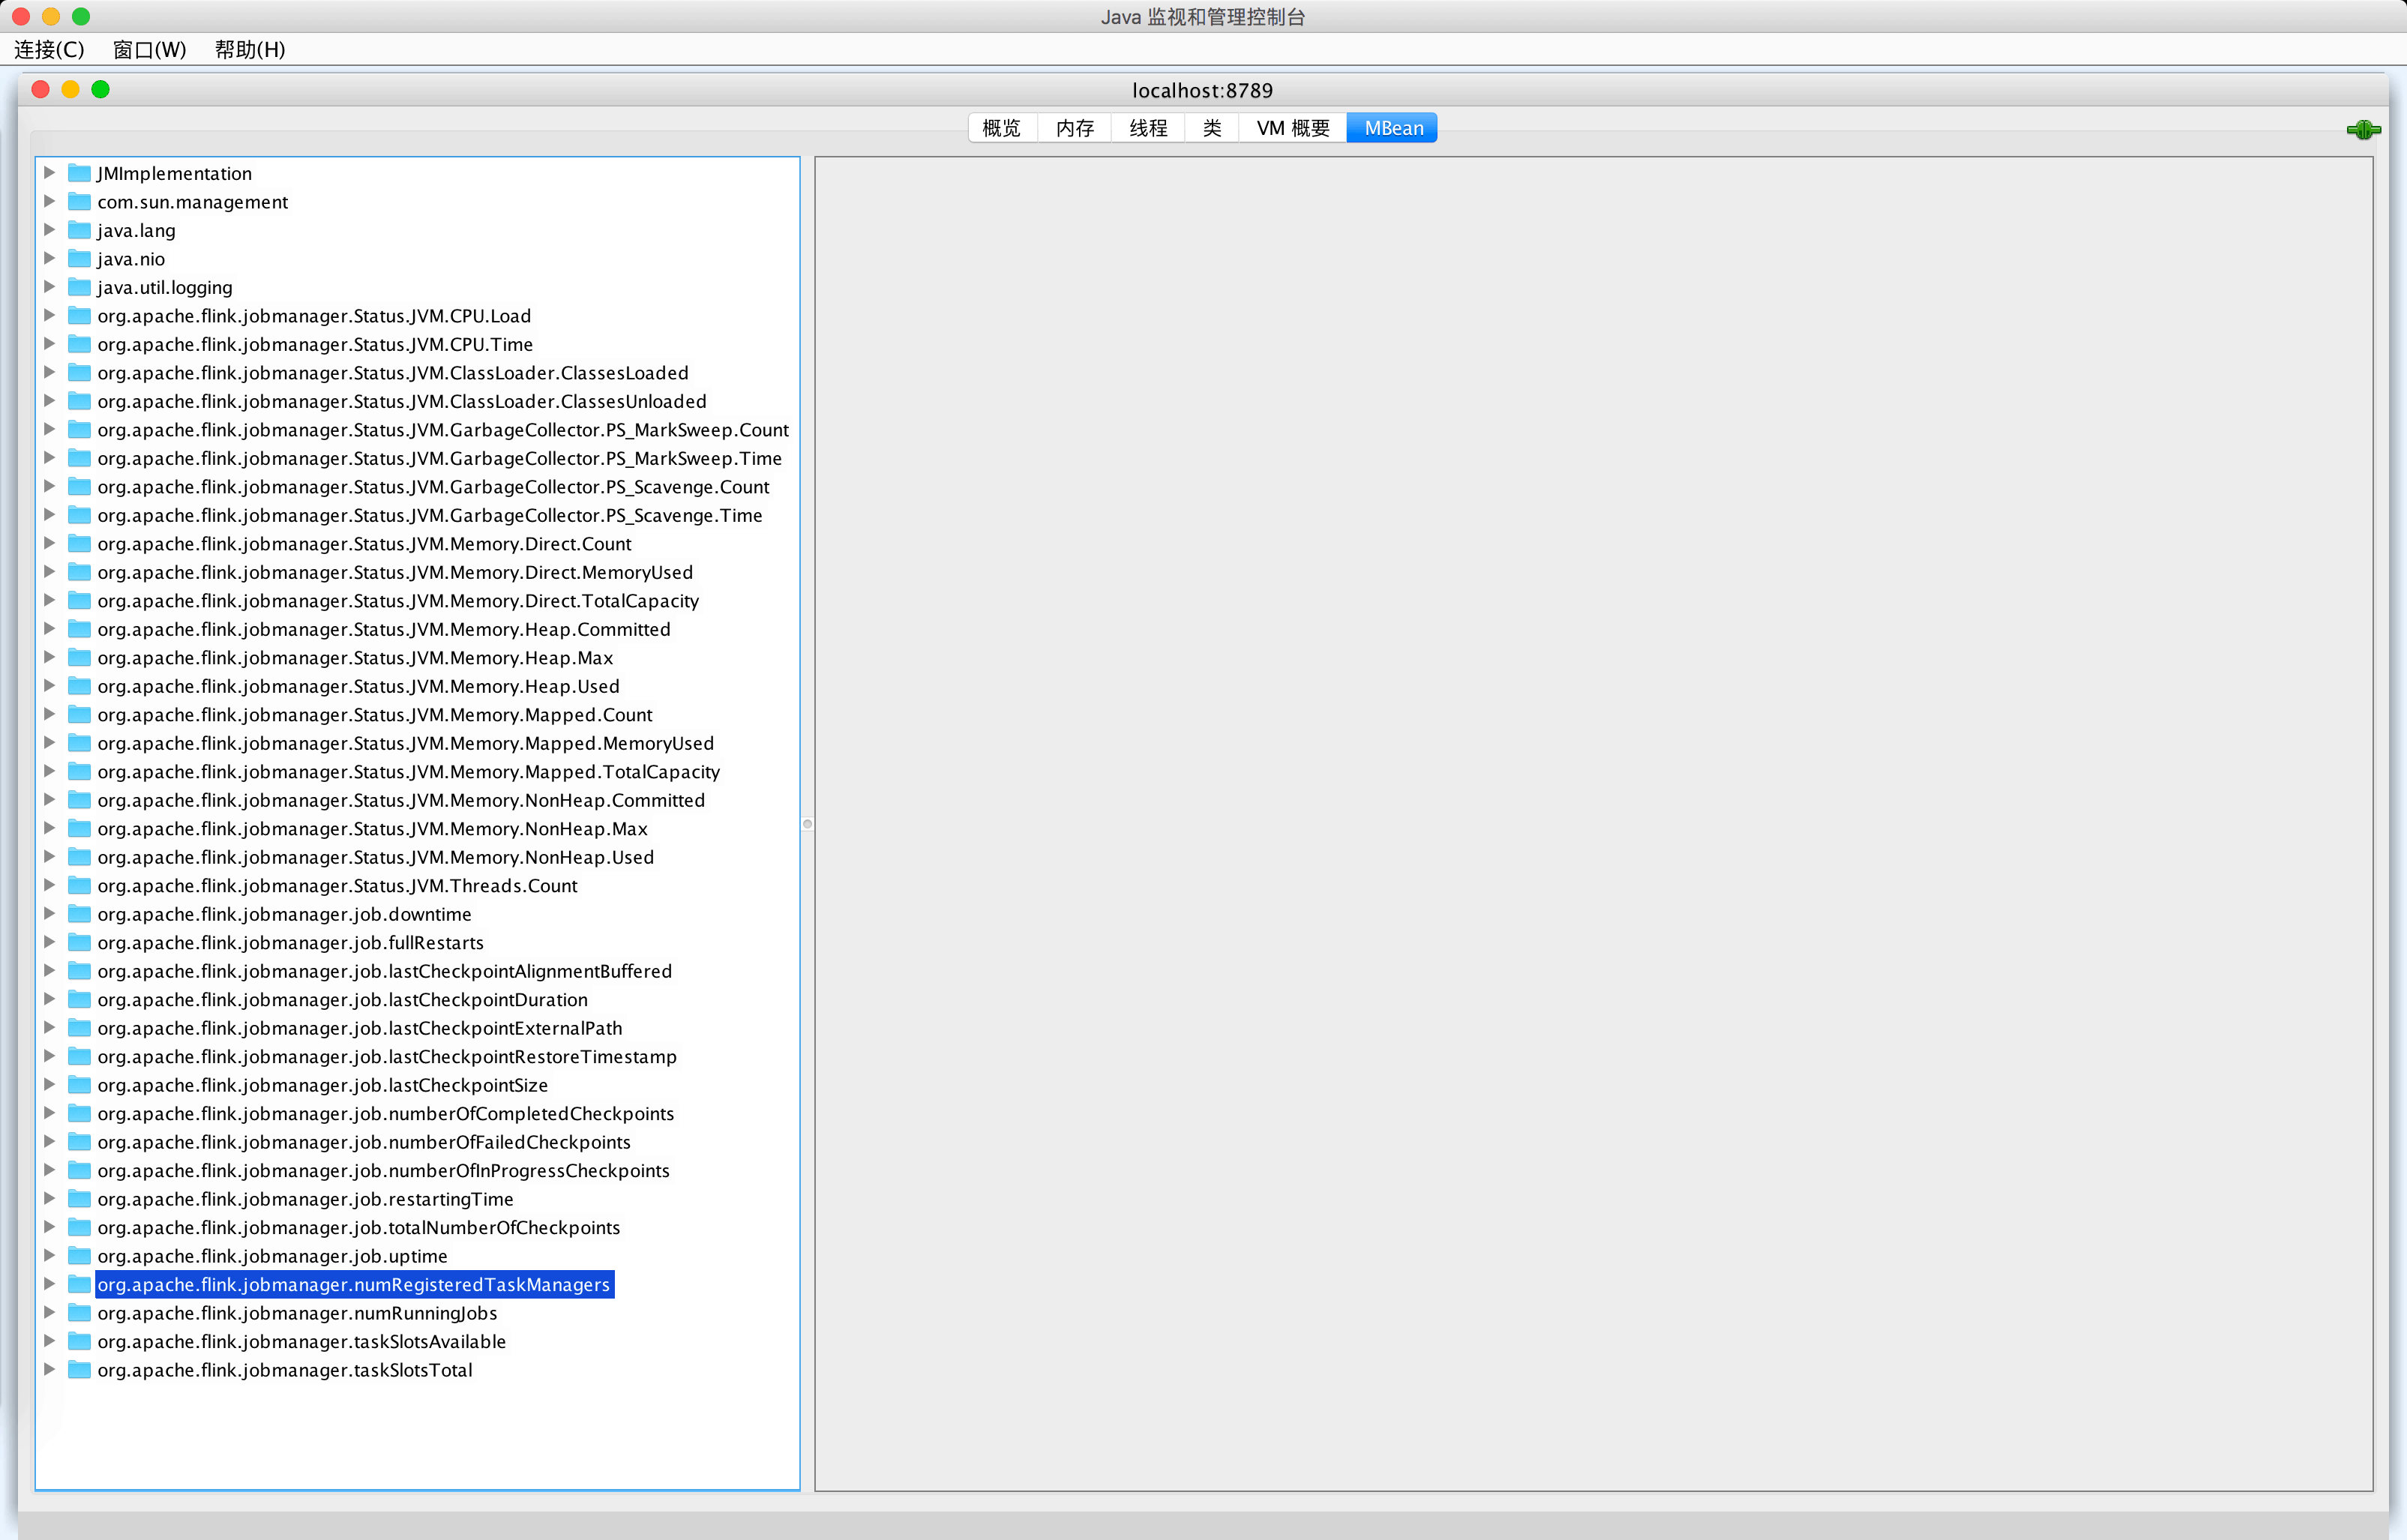 Java 监视和管理控制台
连接(C) 窗口(W) 帮助(H)
localhost:8789
概览 内存 线程 类 VM 概要 MBean
JMImplementation
com.sun.management
java.lang
java.nio
java.util.logging
org.apache.flink.jobmanager.Status.JVM.CPU.Load
org.apache.flink.jobmanager.Status.JVM.CPU.Time
org.apache.flink.jobmanager.Status.JVM.ClassLoader.ClassesLoaded
org.apache.flink.jobmanager.Status.JVM.ClassLoader.ClassesUnloaded
org.apache.flink.jobmanager.Status.JVM.GarbageCollector.PS_MarkSweep.Count
org.apache.flink.jobmanager.Status.JVM.GarbageCollector.PS_MarkSweep.Time
org.apache.flink.jobmanager.Status.JVM.GarbageCollector.PS_Scavenge.Count
org.apache.flink.jobmanager.Status.JVM.GarbageCollector.PS_Scavenge.Time
org.apache.flink.jobmanager.Status.JVM.Memory.Direct.Count
org.apache.flink.jobmanager.Status.JVM.Memory.Direct.MemoryUsed
org.apache.flink.jobmanager.Status.JVM.Memory.Direct.TotalCapacity
org.apache.flink.jobmanager.Status.JVM.Memory.Heap.Committed
org.apache.flink.jobmanager.Status.JVM.Memory.Heap.Max
org.apache.flink.jobmanager.Status.JVM.Memory.Heap.Used
org.apache.flink.jobmanager.Status.JVM.Memory.Mapped.Count
org.apache.flink.jobmanager.Status.JVM.Memory.Mapped.MemoryUsed
org.apache.flink.jobmanager.Status.JVM.Memory.Mapped.TotalCapacity
org.apache.flink.jobmanager.Status.JVM.Memory.NonHeap.Committed
org.apache.flink.jobmanager.Status.JVM.Memory.NonHeap.Max
org.apache.flink.jobmanager.Status.JVM.Memory.NonHeap.Used
org.apache.flink.jobmanager.Status.JVM.Threads.Count
org.apache.flink.jobmanager.job.downtime
org.apache.flink.jobmanager.job.fullRestarts
org.apache.flink.jobmanager.job.lastCheckpointAlignmentBuffered
org.apache.flink.jobmanager.job.lastCheckpointDuration
org.apache.flink.jobmanager.job.lastCheckpointExternalPath
org.apache.flink.jobmanager.job.lastCheckpointRestoreTimestamp
org.apache.flink.jobmanager.job.lastCheckpointSize
org.apache.flink.jobmanager.job.numberOfCompletedCheckpoints
org.apache.flink.jobmanager.job.numberOfFailedCheckpoints
org.apache.flink.jobmanager.job.numberOfInProgressCheckpoints
org.apache.flink.jobmanager.job.restartingTime
org.apache.flink.jobmanager.job.totalNumberOfCheckpoints
org.apache.flink.jobmanager.job.uptime
org.apache.flink.jobmanager.numRegisteredTaskManagers
org.apache.flink.jobmanager.numRunningJobs
org.apache.flink.jobmanager.taskSlotsAvailable
org.apache.flink.jobmanager.taskSlotsTotal